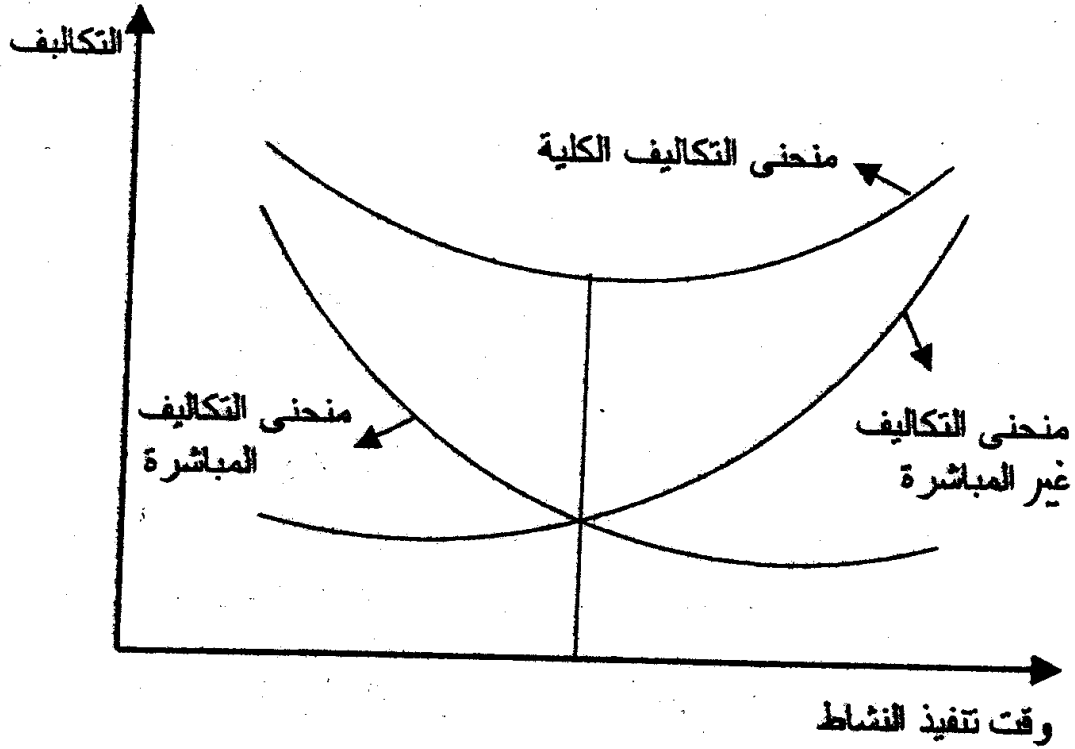 التكاليف
منحنى التكاليف الكلية
منحنى التكاليف
المباشرة
منحنى التكاليف
غير المباشرة
وقت تنفيذ النشاط